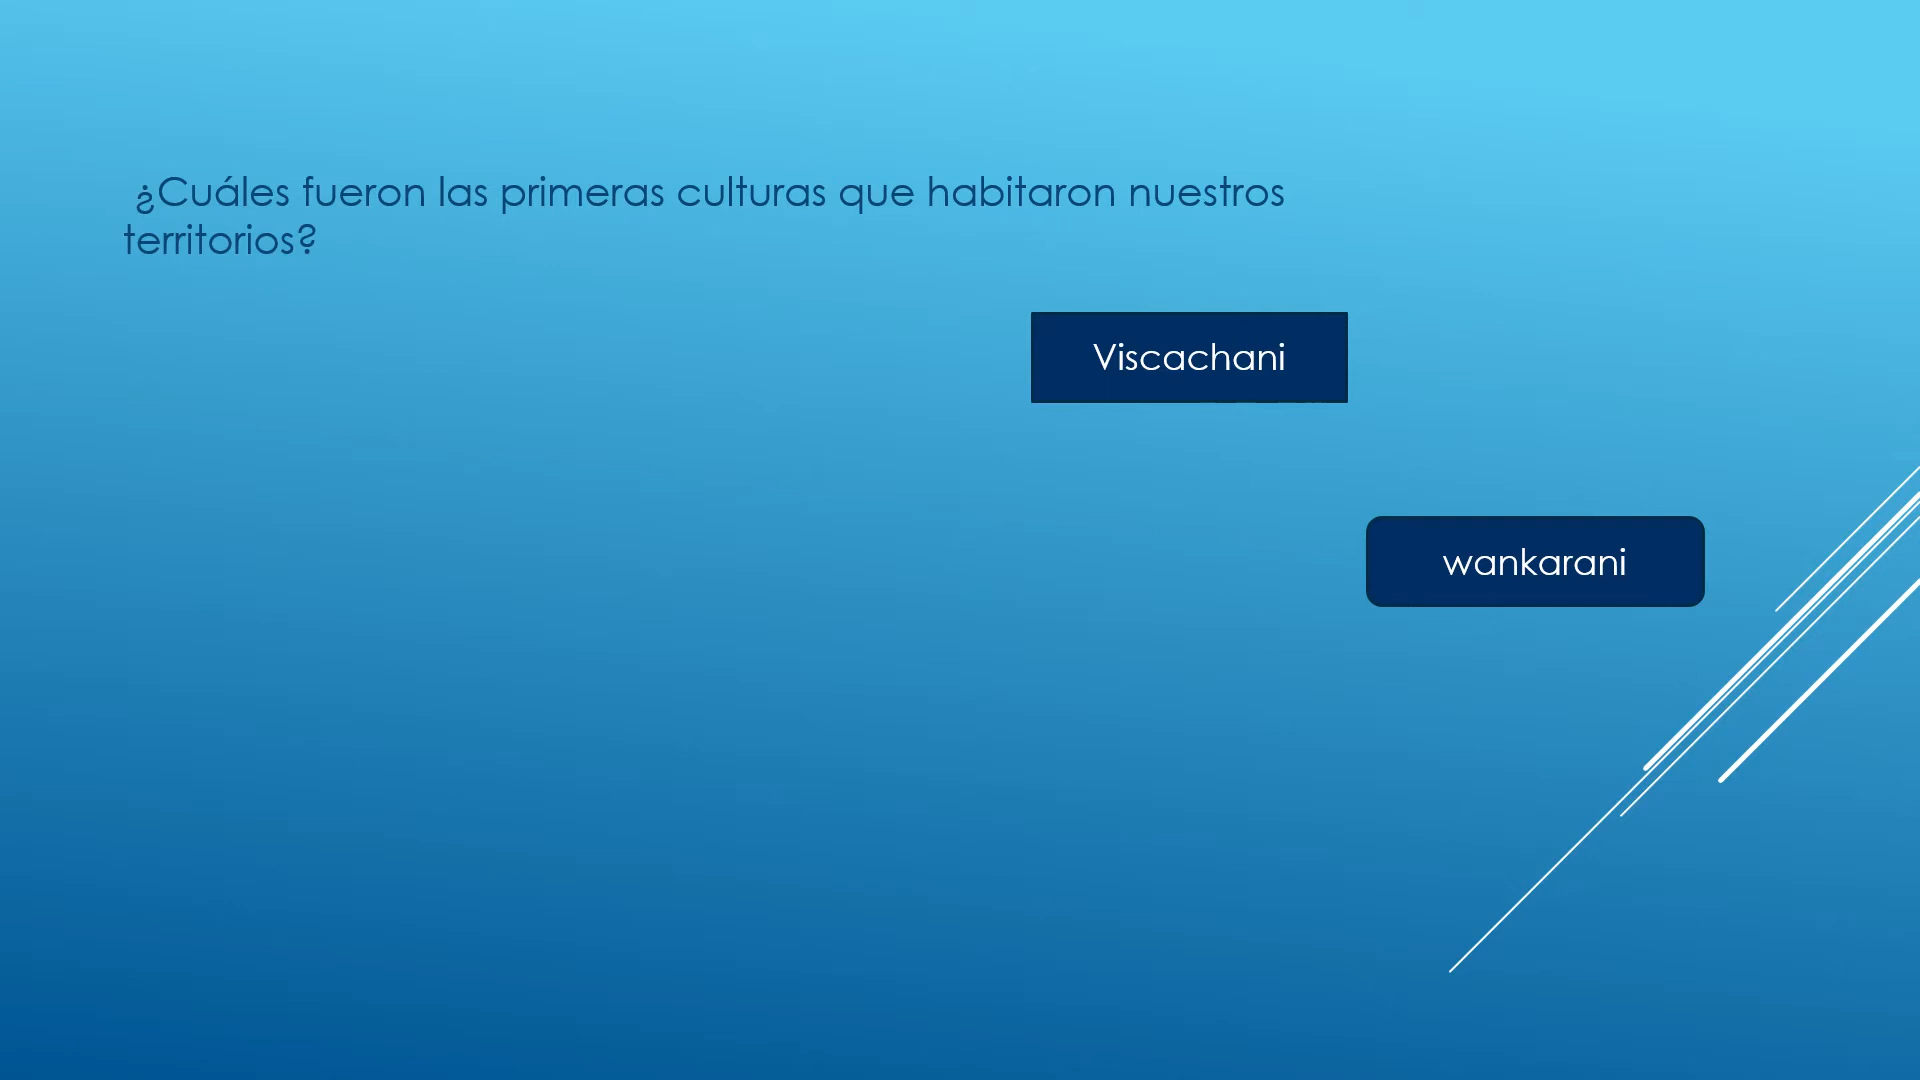 ¿Cuáles fueron las primeras culturas que habitaron nuestros
territorios?
Viscachani
wankarani